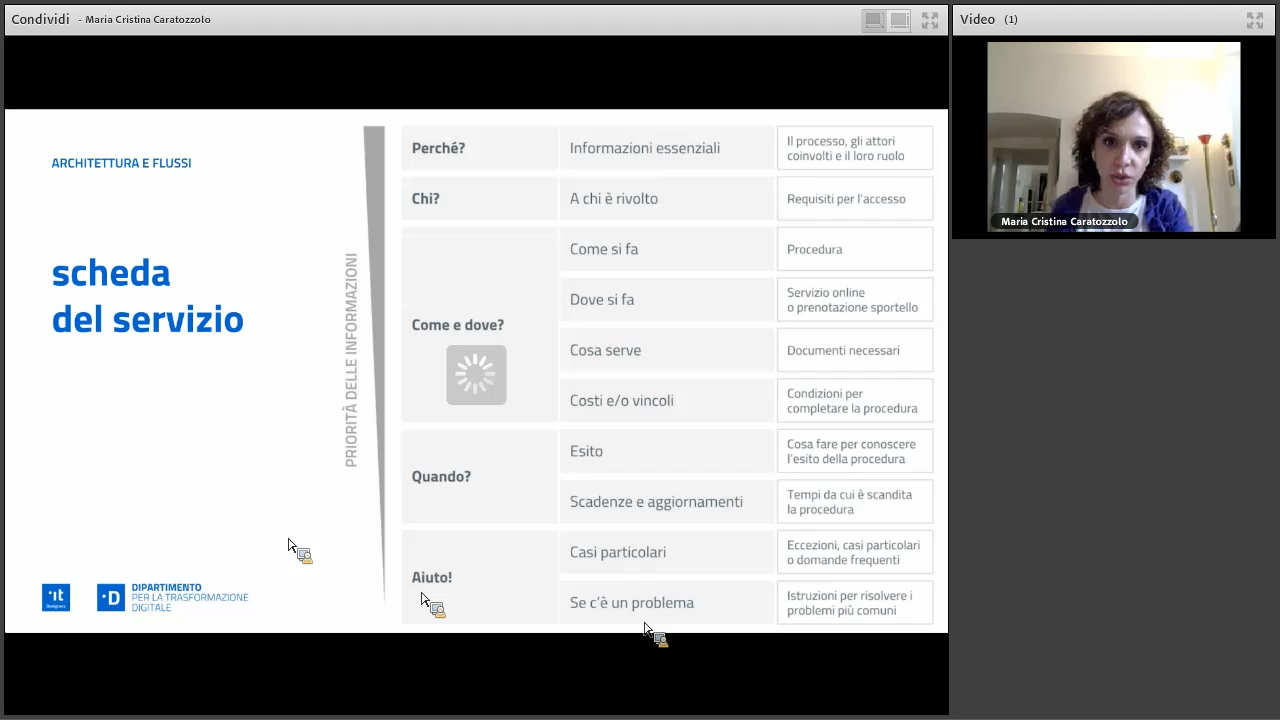 Condividi - Maria Cristina Caratozzolo
Video (1)
Maria Cristina Caratozzolo
ARCHITETTURA E FLUSSI
scheda
del servizio
PRIORITÀ DELLE INFORMAZIONI
Perché?
Informazioni essenziali
Il processo, gli attori
coinvolti e il loro ruolo
Chi?
A chi è rivolto
Requisiti per l'accesso
Come e dove?
Come si fa
Procedura
Dove si fa
Servizio online
o prenotazione sportello
Cosa serve
Documenti necessari
Costi e/o vincoli
Condizioni per
completare la procedura
Quando?
Esito
Cosa fare per conoscere
l'esito della procedura
Scadenze e aggiornamenti
Tempi da cui è scandita
la procedura
Aiuto!
Casi particolari
Eccezioni, casi particolari
o domande frequenti
Se c'è un problema
Istruzioni per risolvere i
problemi più comuni
.it
Designers
·D
DIPARTIMENTO
PER LA TRASFORMAZIONE
DIGITALE